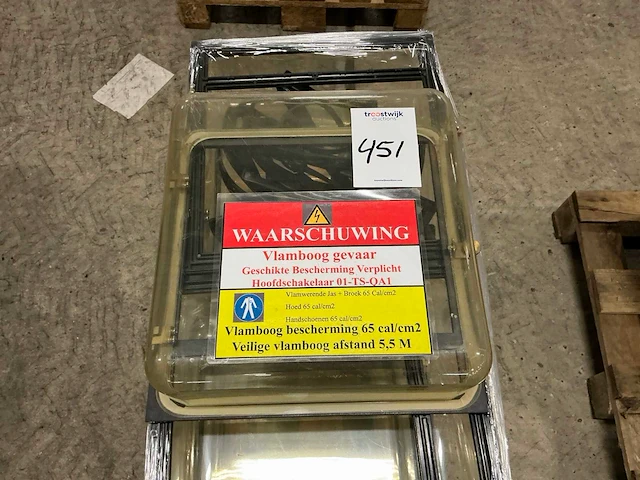 troostwijk
auctions
451
WAARSCHUWING
Vlamboog gevaar
Geschikte Bescherming Verplicht
Hoofdschakelaar 01-TS-QA1
Vlamwerende Jas + Broek 65 Cal/cm2
Hoed 65 cal/cm2
Handschoenen 65 cal/cm2
Vlamboog bescherming 65 cal/cm2
Veilige vlamboog afstand 5,5 M